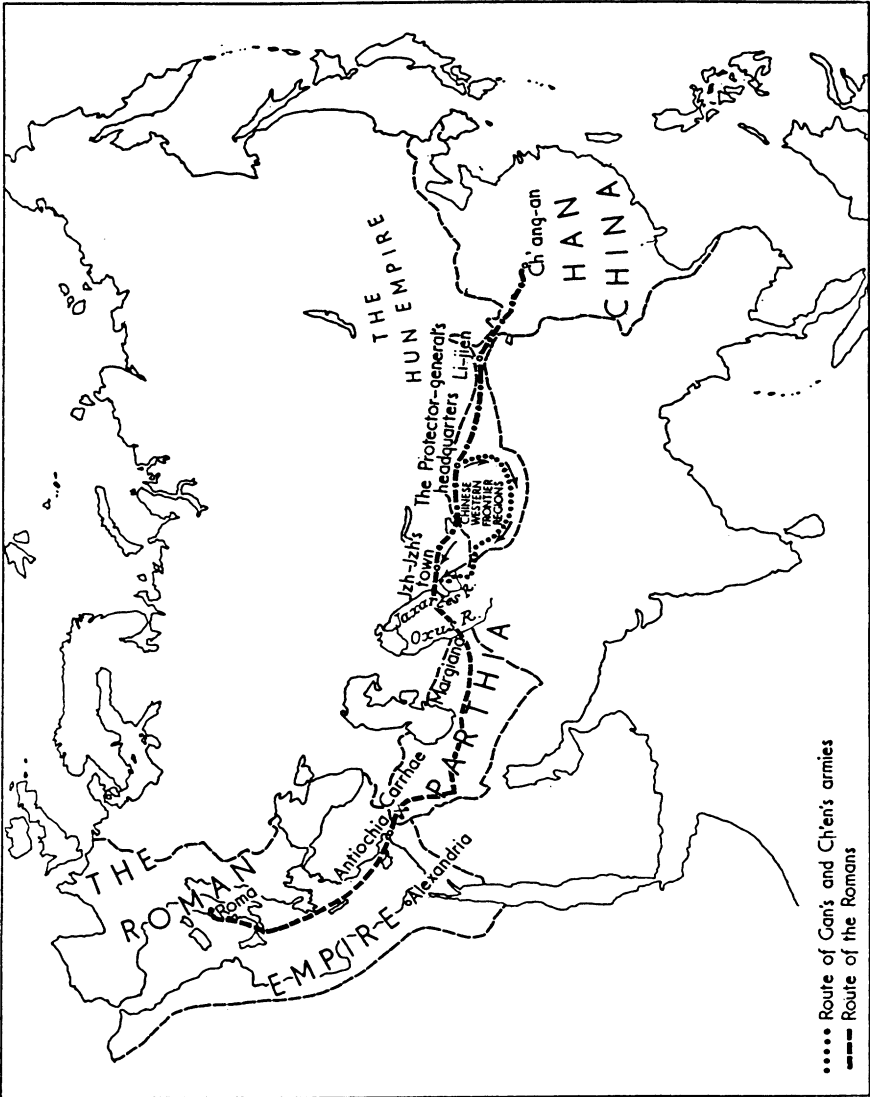 THE
ROMAN
EMPIRE
Roma
Antiochia
Carrhae
Alexandria
PARTHIA
Margiana
Oxus R.
Jaxartes R.
Jzh-Jzh's
town
The Protector-general's
headquarters
CHINESE
WESTERN
FRONTIER
REGIONS
Li-jien
THE
HUN EMPIRE
Ch'ang-an
HAN
CHINA
Route of Gan's and Ch'en's armies
Route of the Romans